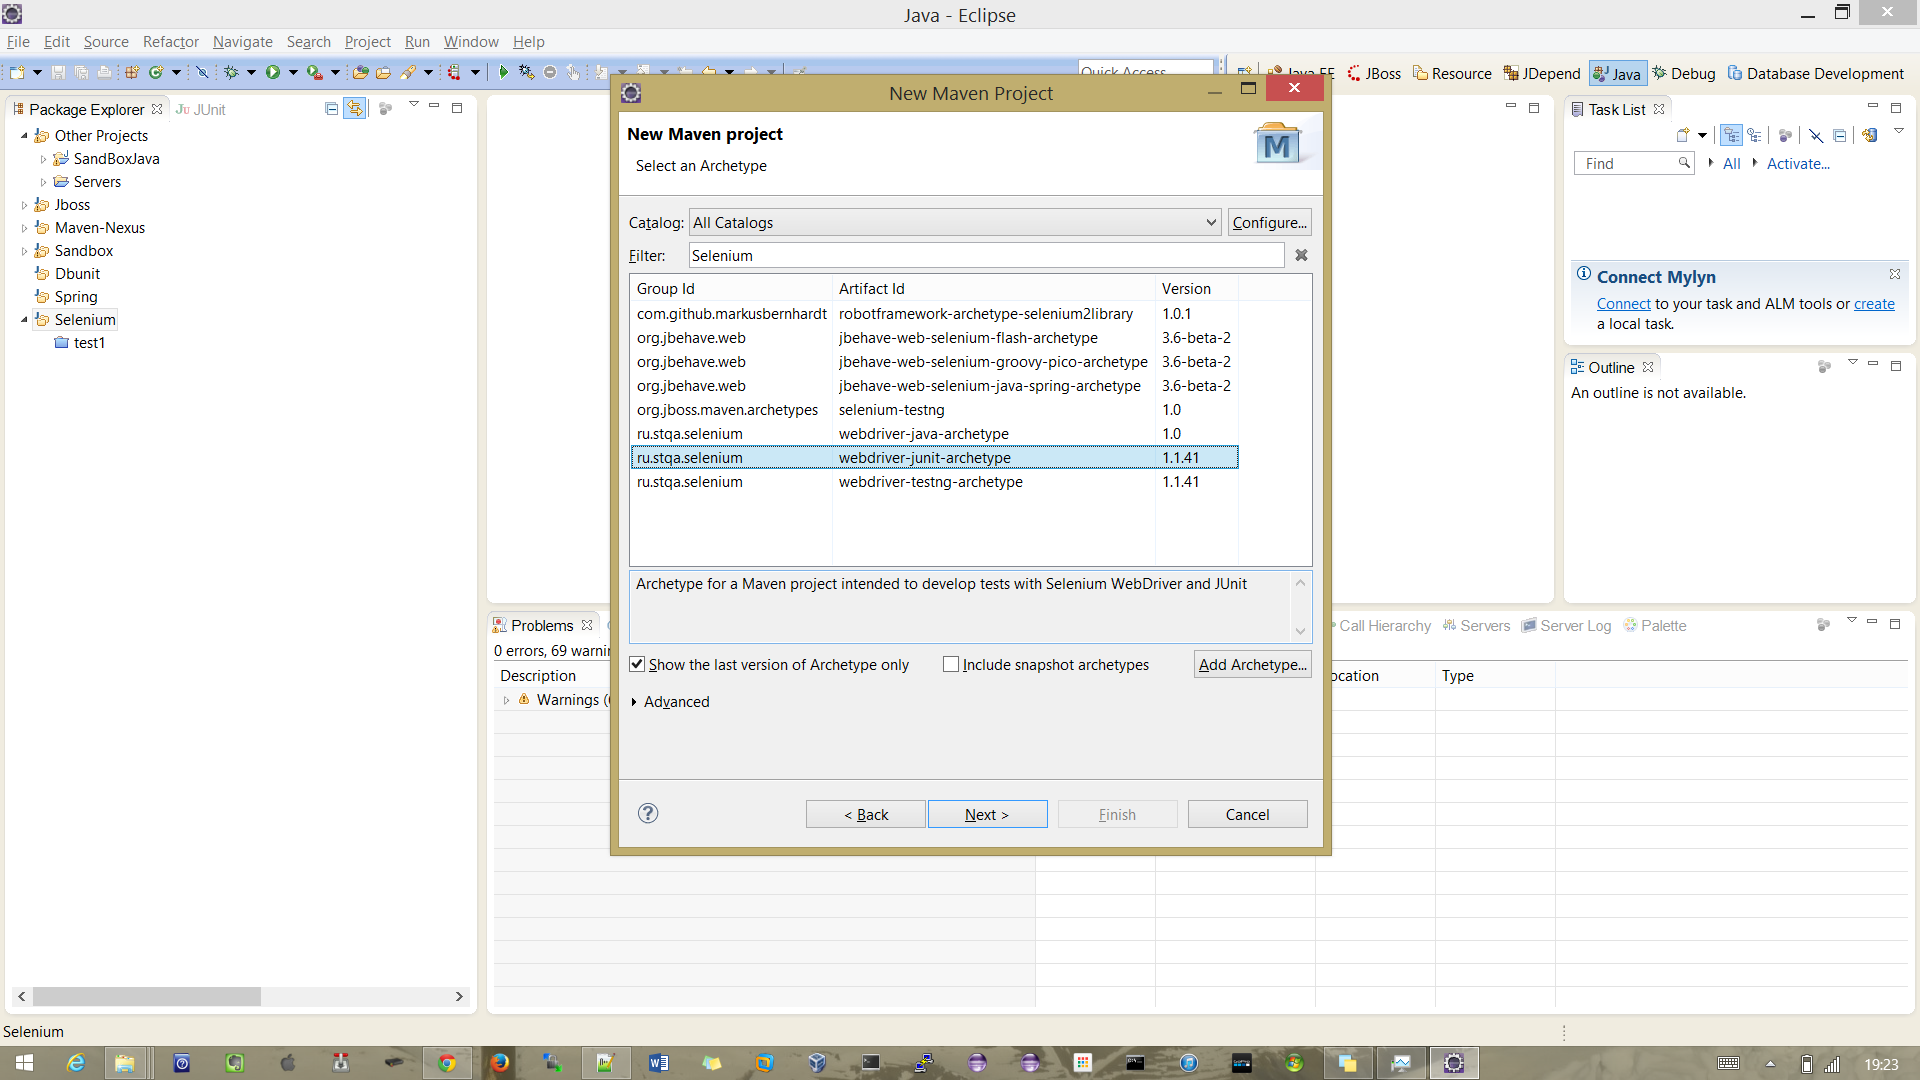 Java - Eclipse
File Edit Source Refactor Navigate Search Project Run Window Help
Quick Access
Java EE
JBoss
Resource
JDepend
Java
Debug
Database Development
Package Explorer
JUnit
Other Projects
SandBoxJava
Servers
Jboss
Maven-Nexus
Sandbox
Dbunit
Spring
Selenium
test1
New Maven Project
New Maven project
Select an Archetype
M
Catalog: All Catalogs Configure...
Filter: Selenium
Group Id Artifact Id Version
com.github.markusbernhardt robotframework-archetype-selenium2library 1.0.1
org.jbehave.web jbehave-web-selenium-flash-archetype 3.6-beta-2
org.jbehave.web jbehave-web-selenium-groovy-pico-archetype 3.6-beta-2
org.jbehave.web jbehave-web-selenium-java-spring-archetype 3.6-beta-2
org.jboss.maven.archetypes selenium-testng 1.0
ru.stqa.selenium webdriver-java-archetype 1.0
ru.stqa.selenium webdriver-junit-archetype 1.1.41
ru.stqa.selenium webdriver-testng-archetype 1.1.41
Archetype for a Maven project intended to develop tests with Selenium WebDriver and JUnit
Show the last version of Archetype only
Include snapshot archetypes
Add Archetype...
Advanced
< Back Next > Finish Cancel
Task List
Find
All
Activate...
Connect Mylyn
Connect to your task and ALM tools or create
a local task.
Outline
An outline is not available.
Problems
Call Hierarchy
Servers
Server Log
Palette
0 errors, 69 warnin
Description ocation Type
Warnings (
Selenium
19:23